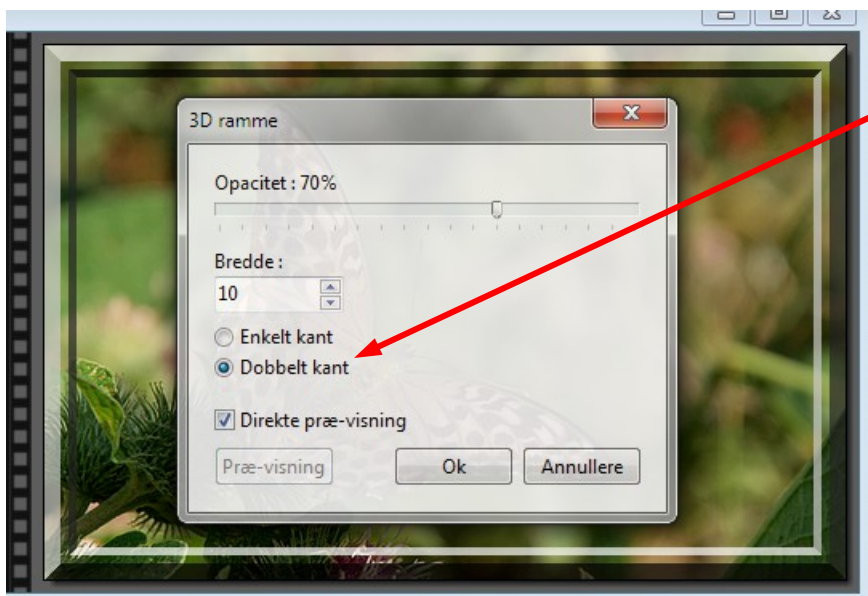 3D ramme
Opacitet : 70%
Bredde :
10
Enkelt kant
Dobbelt kant
Direkte præ-visning
Præ-visning Ok Annullere